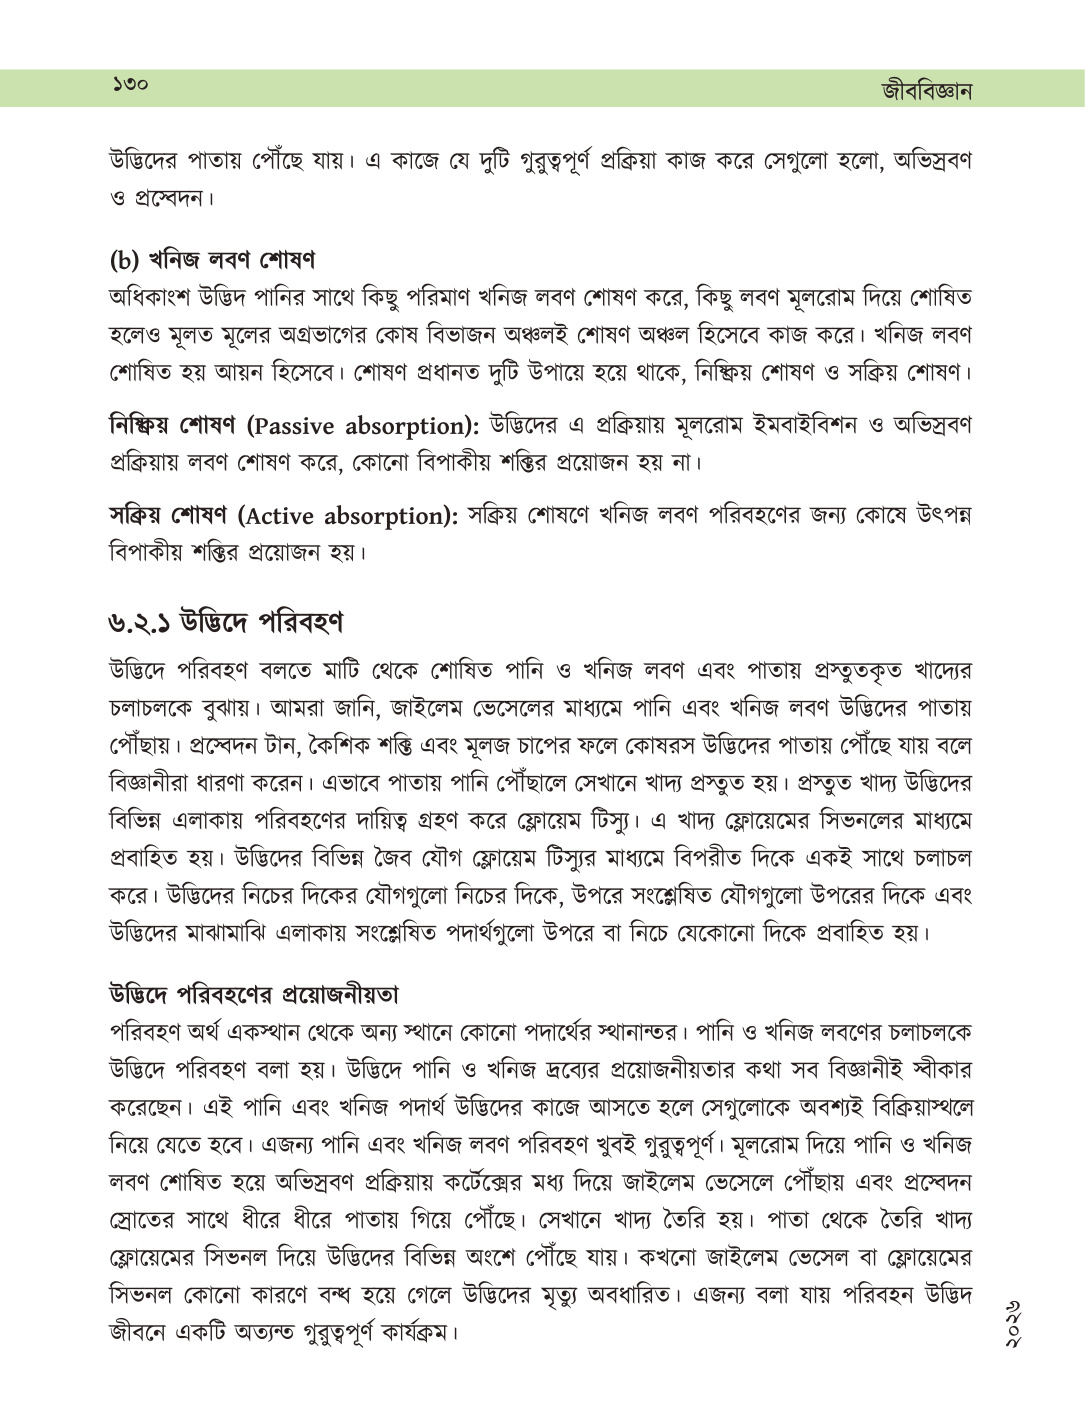 ১৩০
জীববিজ্ঞান
উদ্ভিদের পাতায় পৌঁছে যায়। এ কাজে যে দুটি গুরুত্বপূর্ণ প্রক্রিয়া কাজ করে সেগুলো হলো, অভিস্রবণ
ও প্রস্বেদন।
(b) খনিজ লবণ শোষণ
অধিকাংশ উদ্ভিদ পানির সাথে কিছু পরিমাণ খনিজ লবণ শোষণ করে, কিছু লবণ মূলরোম দিয়ে শোষিত
হলেও মূলত মূলের অগ্রভাগের কোষ বিভাজন অঞ্চলই শোষণ অঞ্চল হিসেবে কাজ করে। খনিজ লবণ
শোষিত হয় আয়ন হিসেবে। শোষণ প্রধানত দুটি উপায়ে হয়ে থাকে, নিষ্ক্রিয় শোষণ ও সক্রিয় শোষণ।
নিষ্ক্রিয় শোষণ (Passive absorption): উদ্ভিদের এ প্রক্রিয়ায় মূলরোম ইমবাইবিশন ও অভিস্রবণ
প্রক্রিয়ায় লবণ শোষণ করে, কোনো বিপাকীয় শক্তির প্রয়োজন হয় না।
সক্রিয় শোষণ (Active absorption): সক্রিয় শোষণে খনিজ লবণ পরিবহণের জন্য কোষে উৎপন্ন
বিপাকীয় শক্তির প্রয়োজন হয়।
৬.২.১ উদ্ভিদে পরিবহণ
উদ্ভিদে পরিবহণ বলতে মাটি থেকে শোষিত পানি ও খনিজ লবণ এবং পাতায় প্রস্তুতকৃত খাদ্যের
চলাচলকে বুঝায়। আমরা জানি, জাইলেম ভেসেলের মাধ্যমে পানি এবং খনিজ লবণ উদ্ভিদের পাতায়
পৌঁছায়। প্রস্বেদন টান, কৈশিক শক্তি এবং মূলজ চাপের ফলে কোষরস উদ্ভিদের পাতায় পৌঁছে যায় বলে
বিজ্ঞানীরা ধারণা করেন। এভাবে পাতায় পানি পৌঁছালে সেখানে খাদ্য প্রস্তুত হয়। প্রস্তুত খাদ্য উদ্ভিদের
বিভিন্ন এলাকায় পরিবহণের দায়িত্ব গ্রহণ করে ফ্লোয়েম টিস্যু। এ খাদ্য ফ্লোয়েমের সিভনলের মাধ্যমে
প্রবাহিত হয়। উদ্ভিদের বিভিন্ন জৈব যৌগ ফ্লোয়েম টিস্যুর মাধ্যমে বিপরীত দিকে একই সাথে চলাচল
করে। উদ্ভিদের নিচের দিকের যৌগগুলো নিচের দিকে, উপরে সংশ্লেষিত যৌগগুলো উপরের দিকে এবং
উদ্ভিদের মাঝামাঝি এলাকায় সংশ্লেষিত পদার্থগুলো উপরে বা নিচে যেকোনো দিকে প্রবাহিত হয়।
উদ্ভিদে পরিবহণের প্রয়োজনীয়তা
পরিবহণ অর্থ একস্থান থেকে অন্য স্থানে কোনো পদার্থের স্থানান্তর। পানি ও খনিজ লবণের চলাচলকে
উদ্ভিদে পরিবহণ বলা হয়। উদ্ভিদে পানি ও খনিজ দ্রব্যের প্রয়োজনীয়তার কথা সব বিজ্ঞানীই স্বীকার
করেছেন। এই পানি এবং খনিজ পদার্থ উদ্ভিদের কাজে আসতে হলে সেগুলোকে অবশ্যই বিক্রিয়াস্থলে
নিয়ে যেতে হবে। এজন্য পানি এবং খনিজ লবণ পরিবহণ খুবই গুরুত্বপূর্ণ। মূলরোম দিয়ে পানি ও খনিজ
লবণ শোষিত হয়ে অভিস্রবণ প্রক্রিয়ায় কর্টেক্সের মধ্য দিয়ে জাইলেম ভেসেলে পৌঁছায় এবং প্রস্বেদন
স্রোতের সাথে ধীরে ধীরে পাতায় গিয়ে পৌঁছে। সেখানে খাদ্য তৈরি হয়। পাতা থেকে তৈরি খাদ্য
ফ্লোয়েমের সিভনল দিয়ে উদ্ভিদের বিভিন্ন অংশে পৌঁছে যায়। কখনো জাইলেম ভেসেল বা ফ্লোয়েমের
সিভনল কোনো কারণে বন্ধ হয়ে গেলে উদ্ভিদের মৃত্যু অবধারিত। এজন্য বলা যায় পরিবহন উদ্ভিদ
জীবনে একটি অত্যন্ত গুরুত্বপূর্ণ কার্যক্রম।
২০২৬